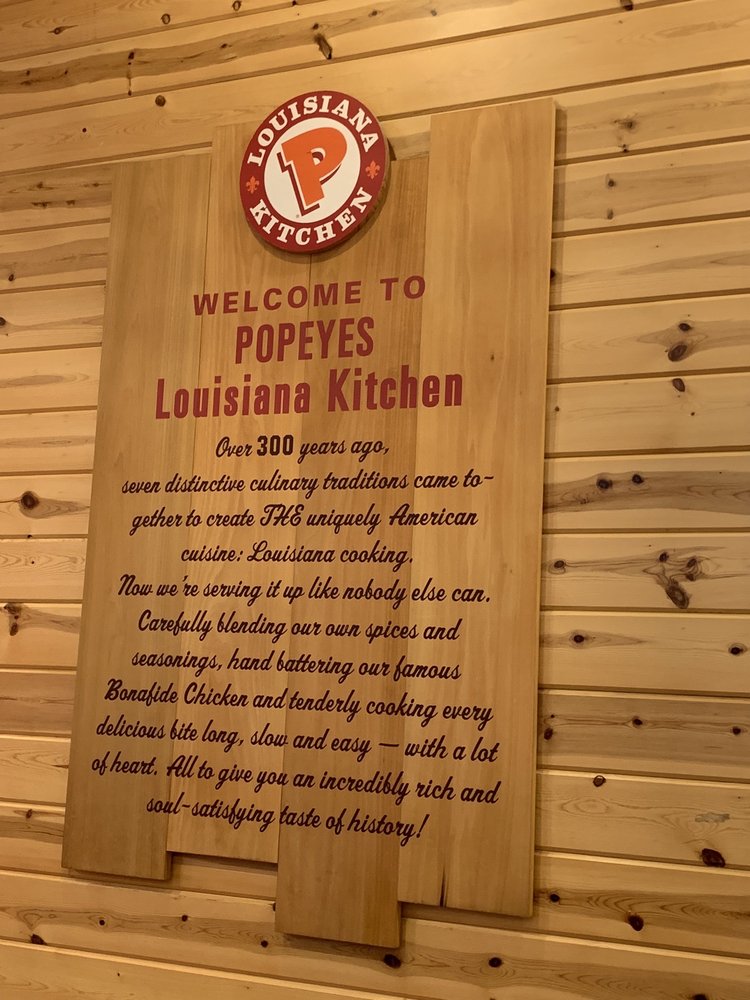 LOUISIANA
P
KITCHEN
WELCOME TO
POPEYES
Louisiana Kitchen
Over 300 years ago,
seven distinctive culinary traditions came to-
gether to create THE uniquely American
cuisine: Louisiana cooking.
Now we're serving it up like nobody else can.
Carefully blending our own spices and
seasonings, hand battering our famous
Bonafide Chicken and tenderly cooking every
delicious bite long, slow and easy — with a lot
of heart. All to give you an incredibly rich and
soul-satisfying taste of history!